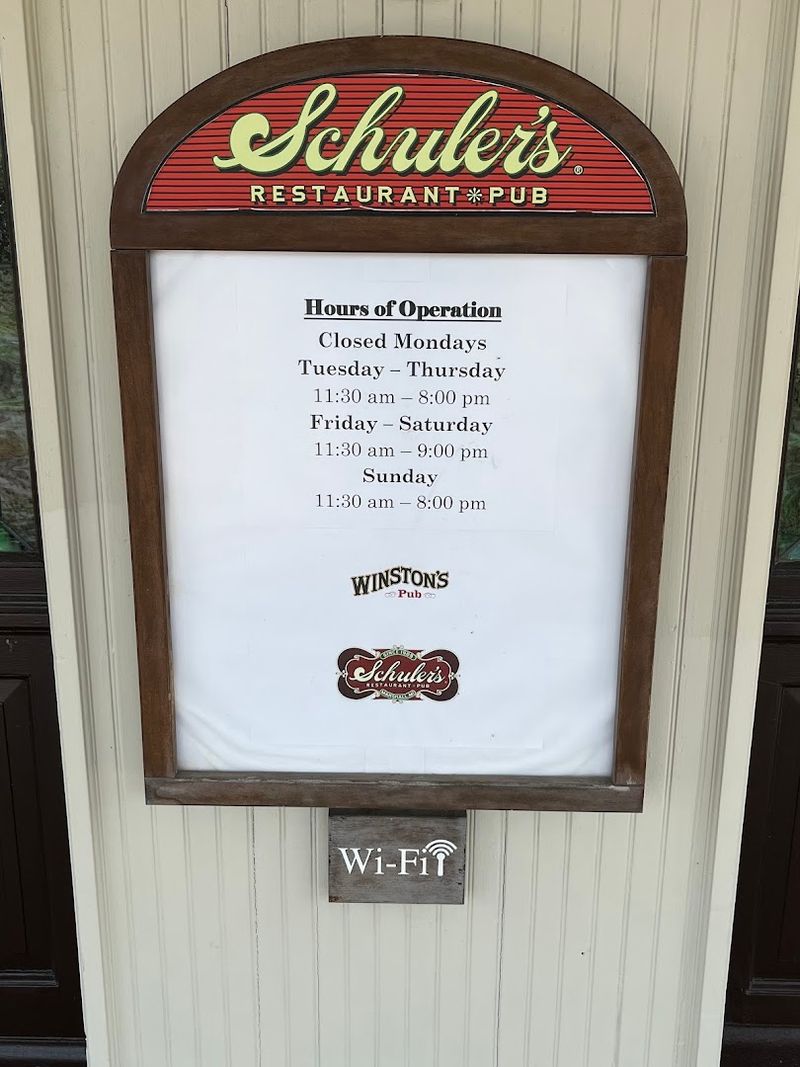 Schuler's®
RESTAURANT*PUB
Hours of Operation
Closed Mondays
Tuesday – Thursday
11:30 am – 8:00 pm
Friday – Saturday
11:30 am – 9:00 pm
Sunday
11:30 am – 8:00 pm
WINSTON'S
Pub
Schuler's
RESTAURANT·PUB
Wi-Fi